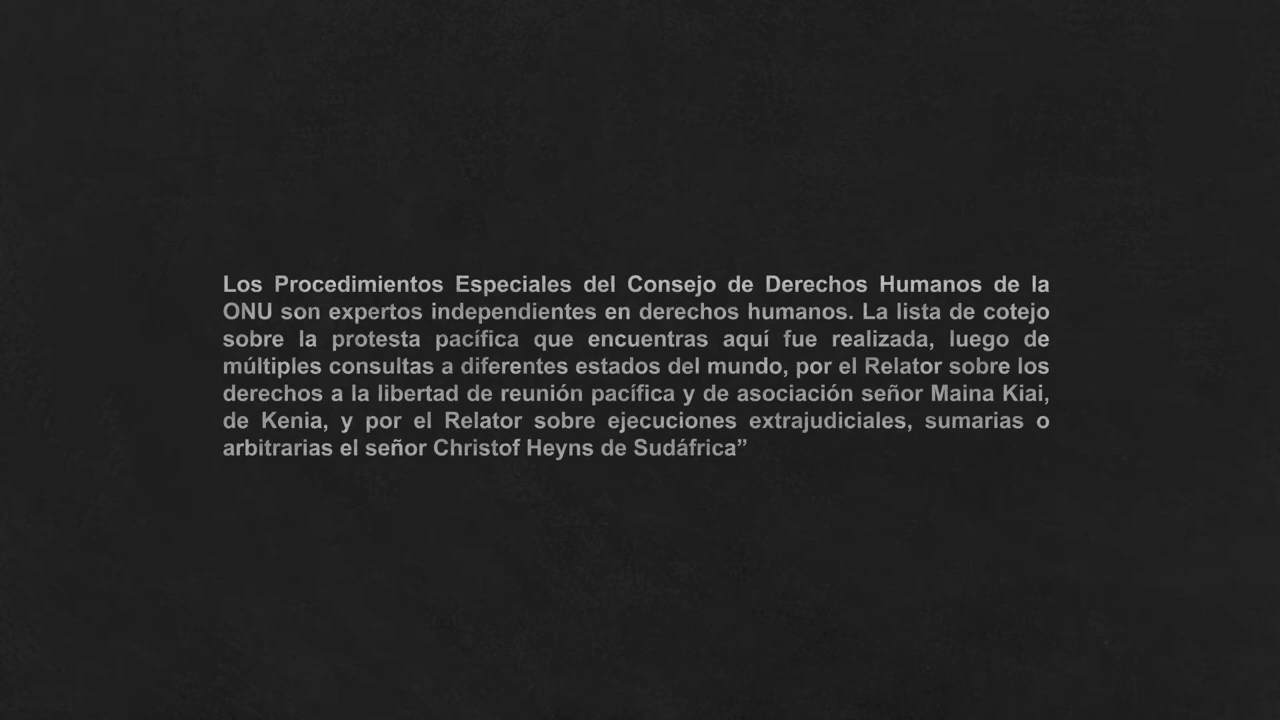 Los Procedimientos Especiales del Consejo de Derechos Humanos de la
ONU son expertos independientes en derechos humanos. La lista de cotejo
sobre la protesta pacífica que encuentras aquí fue realizada, luego de
múltiples consultas a diferentes estados del mundo, por el Relator sobre los
derechos a la libertad de reunión pacífica y de asociación señor Maina Kiai,
de Kenia, y por el Relator sobre ejecuciones extrajudiciales, sumarias o
arbitrarias el señor Christof Heyns de Sudáfrica”